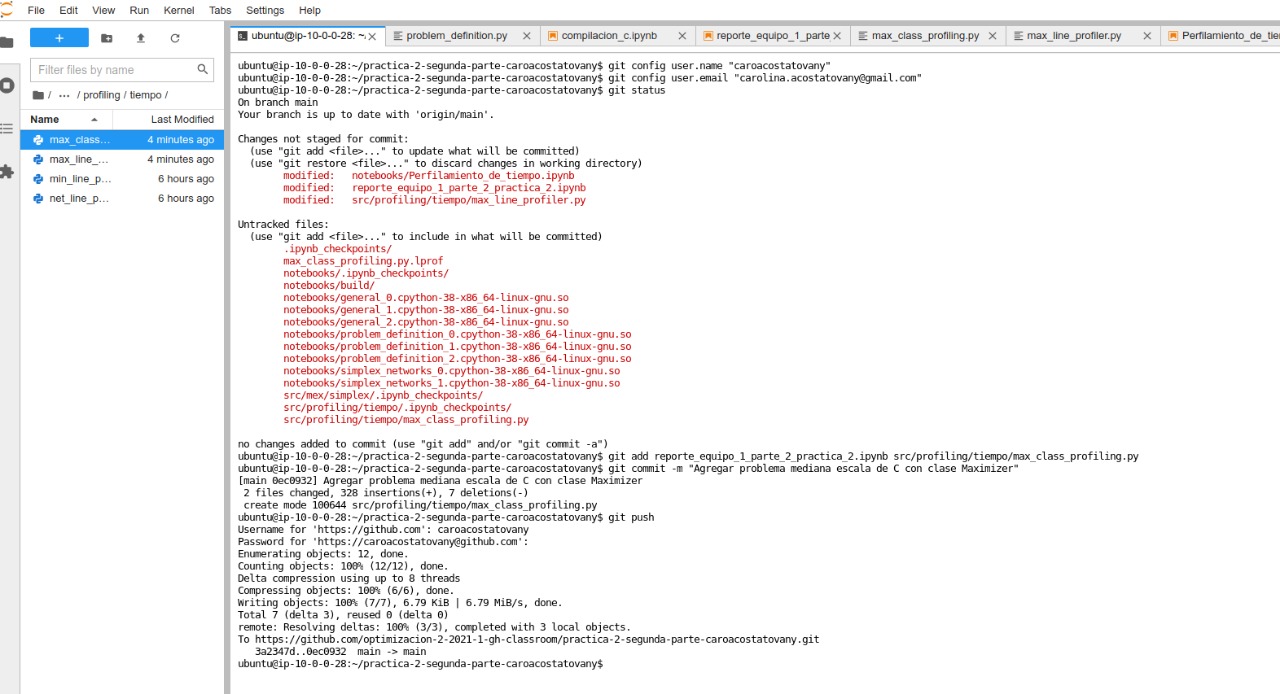 File Edit View Run Kernel Tabs Settings Help
+
Filter files by name
/ ··· / profiling / tiempo /
Name Last Modified
max_class... 4 minutes ago
max_line_... 4 minutes ago
min_line_p... 6 hours ago
net_line_p... 6 hours ago
ubuntu@ip-10-0-0-28: ~. problem_definition.py compilacion_c.ipynb reporte_equipo_1_parte max_class_profiling.py max_line_profiler.py Perfilamiento_de_tie
ubuntu@ip-10-0-0-28:~/practica-2-segunda-parte-caroacostatovany$ git config user.name "caroacostatovany"
ubuntu@ip-10-0-0-28:~/practica-2-segunda-parte-caroacostatovany$ git config user.email "carolina.acostatovany@gmail.com"
ubuntu@ip-10-0-0-28:~/practica-2-segunda-parte-caroacostatovany$ git status
On branch main
Your branch is up to date with 'origin/main'.
Changes not staged for commit:
(use "git add <file>..." to update what will be committed)
(use "git restore <file>..." to discard changes in working directory)
modified: notebooks/Perfilamiento_de_tiempo.ipynb
modified: reporte_equipo_1_parte_2_practica_2.ipynb
modified: src/profiling/tiempo/max_line_profiler.py
Untracked files:
(use "git add <file>..." to include in what will be committed)
.ipynb_checkpoints/
max_class_profiling.py.lprof
notebooks/.ipynb_checkpoints/
notebooks/build/
notebooks/general_0.cpython-38-x86_64-linux-gnu.so
notebooks/general_1.cpython-38-x86_64-linux-gnu.so
notebooks/general_2.cpython-38-x86_64-linux-gnu.so
notebooks/problem_definition_0.cpython-38-x86_64-linux-gnu.so
notebooks/problem_definition_1.cpython-38-x86_64-linux-gnu.so
notebooks/problem_definition_2.cpython-38-x86_64-linux-gnu.so
notebooks/simplex_networks_0.cpython-38-x86_64-linux-gnu.so
notebooks/simplex_networks_1.cpython-38-x86_64-linux-gnu.so
src/mex/simplex/.ipynb_checkpoints/
src/profiling/tiempo/.ipynb_checkpoints/
src/profiling/tiempo/max_class_profiling.py
no changes added to commit (use "git add" and/or "git commit -a")
ubuntu@ip-10-0-0-28:~/practica-2-segunda-parte-caroacostatovany$ git add reporte_equipo_1_parte_2_practica_2.ipynb src/profiling/tiempo/max_class_profiling.py
ubuntu@ip-10-0-0-28:~/practica-2-segunda-parte-caroacostatovany$ git commit -m "Agregar problema mediana escala de C con clase Maximizer"
[main 0ec0932] Agregar problema mediana escala de C con clase Maximizer
2 files changed, 328 insertions(+), 7 deletions(-)
create mode 100644 src/profiling/tiempo/max_class_profiling.py
ubuntu@ip-10-0-0-28:~/practica-2-segunda-parte-caroacostatovany$ git push
Username for 'https://github.com': caroacostatovany
Password for 'https://caroacostatovany@github.com':
Enumerating objects: 12, done.
Counting objects: 100% (12/12), done.
Delta compression using up to 8 threads
Compressing objects: 100% (6/6), done.
Writing objects: 100% (7/7), 6.79 KiB | 6.79 MiB/s, done.
Total 7 (delta 3), reused 0 (delta 0)
remote: Resolving deltas: 100% (3/3), completed with 3 local objects.
To https://github.com/optimizacion-2-2021-1-gh-classroom/practica-2-segunda-parte-caroacostatovany.git
3a2347d..0ec0932 main -> main
ubuntu@ip-10-0-0-28:~/practica-2-segunda-parte-caroacostatovany$